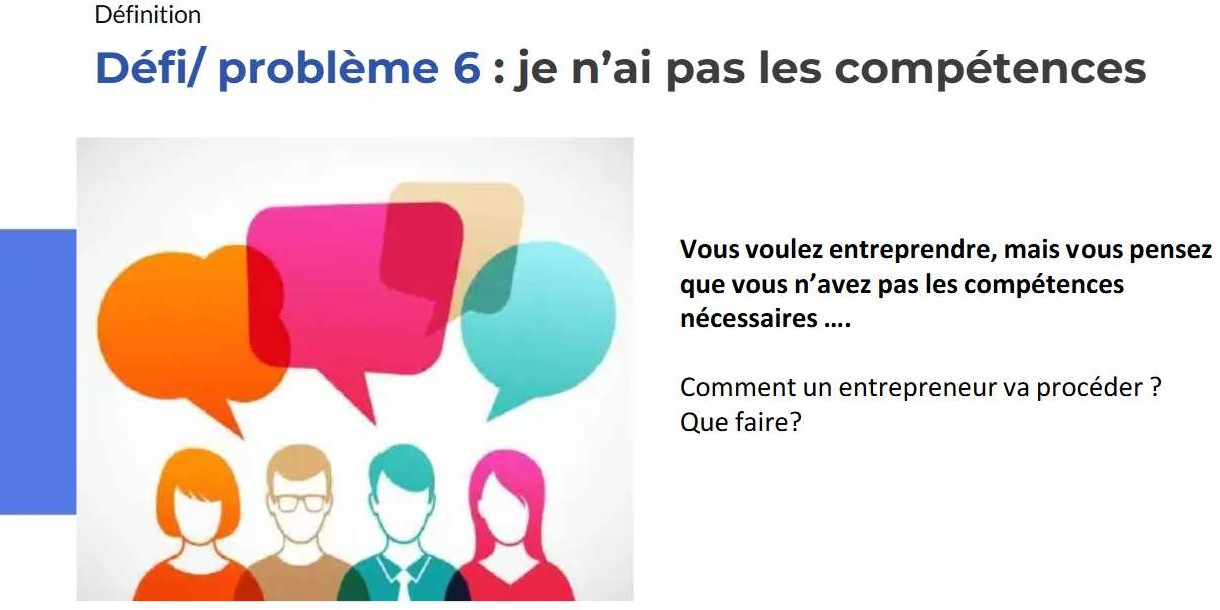 Définition
Défi/ problème 6 : je n’ai pas les compétences
Vous voulez entreprendre, mais vous pensez
que vous n’avez pas les compétences
nécessaires ….
Comment un entrepreneur va procéder ?
Que faire?